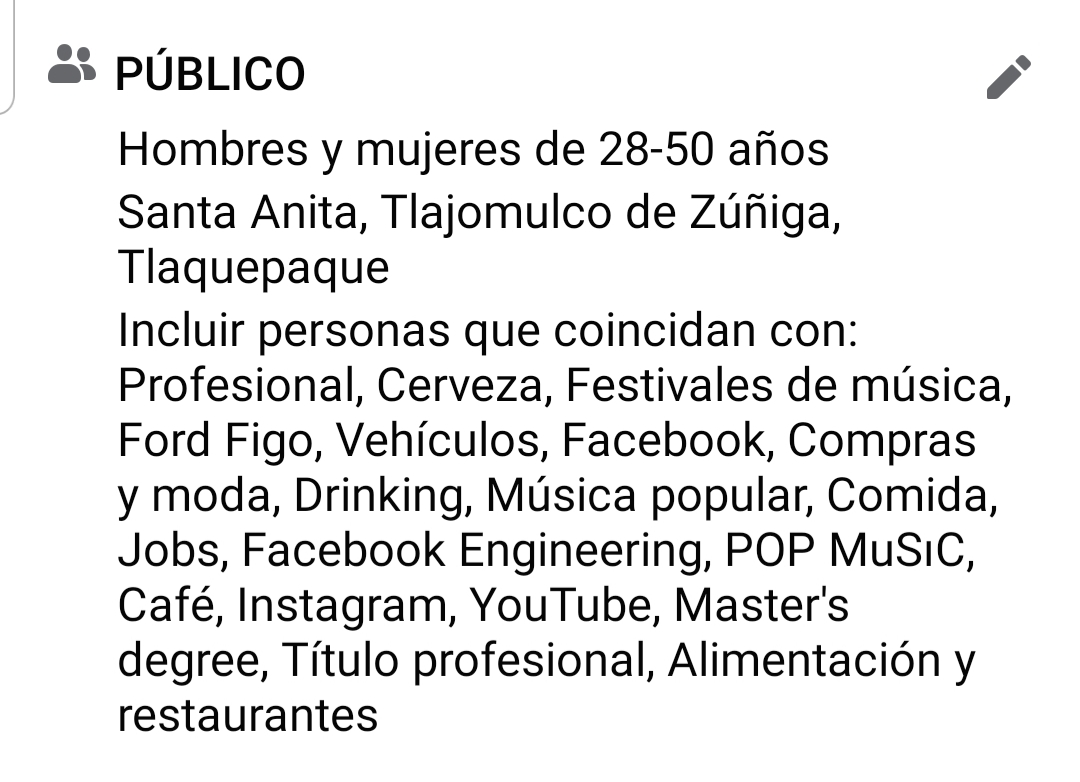 PÚBLICO
Hombres y mujeres de 28-50 años
Santa Anita, Tlajomulco de Zúñiga,
Tlaquepaque
Incluir personas que coincidan con:
Profesional, Cerveza, Festivales de música,
Ford Figo, Vehículos, Facebook, Compras
y moda, Drinking, Música popular, Comida,
Jobs, Facebook Engineering, POP MuSıC,
Café, Instagram, YouTube, Master's
degree, Título profesional, Alimentación y
restaurantes